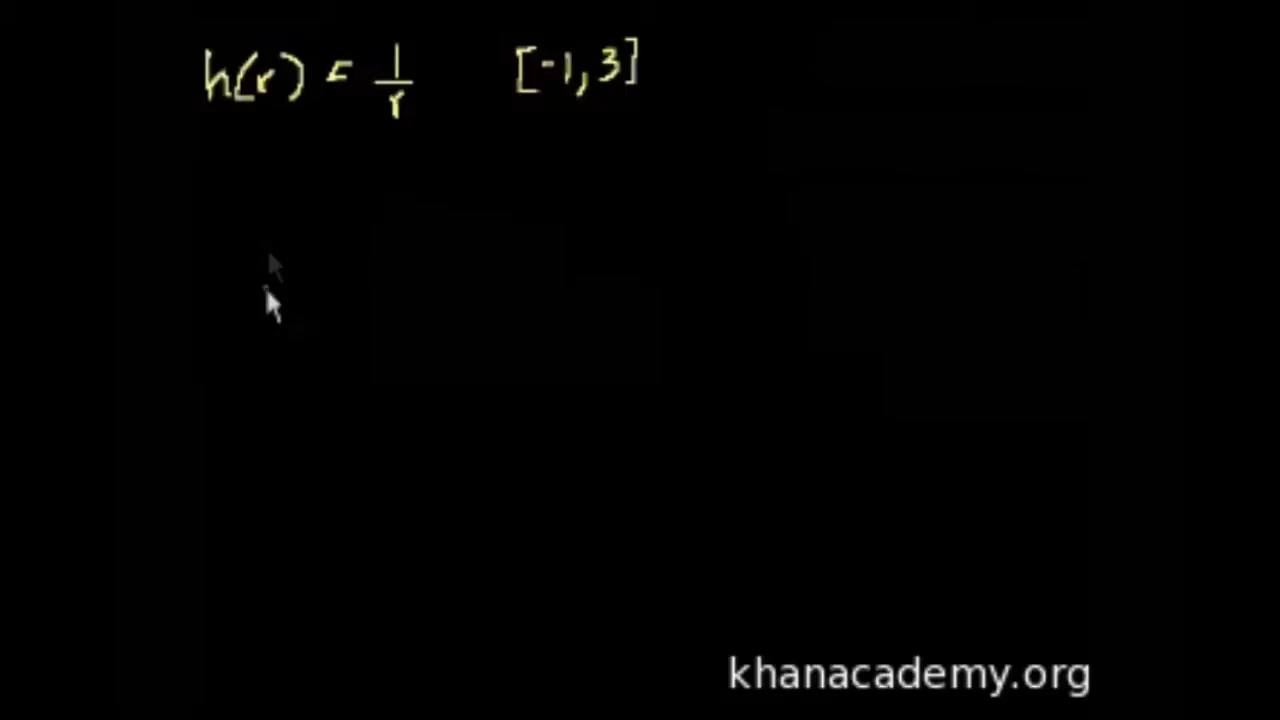 h(r) = 1/r [-1, 3]
khanacademy.org